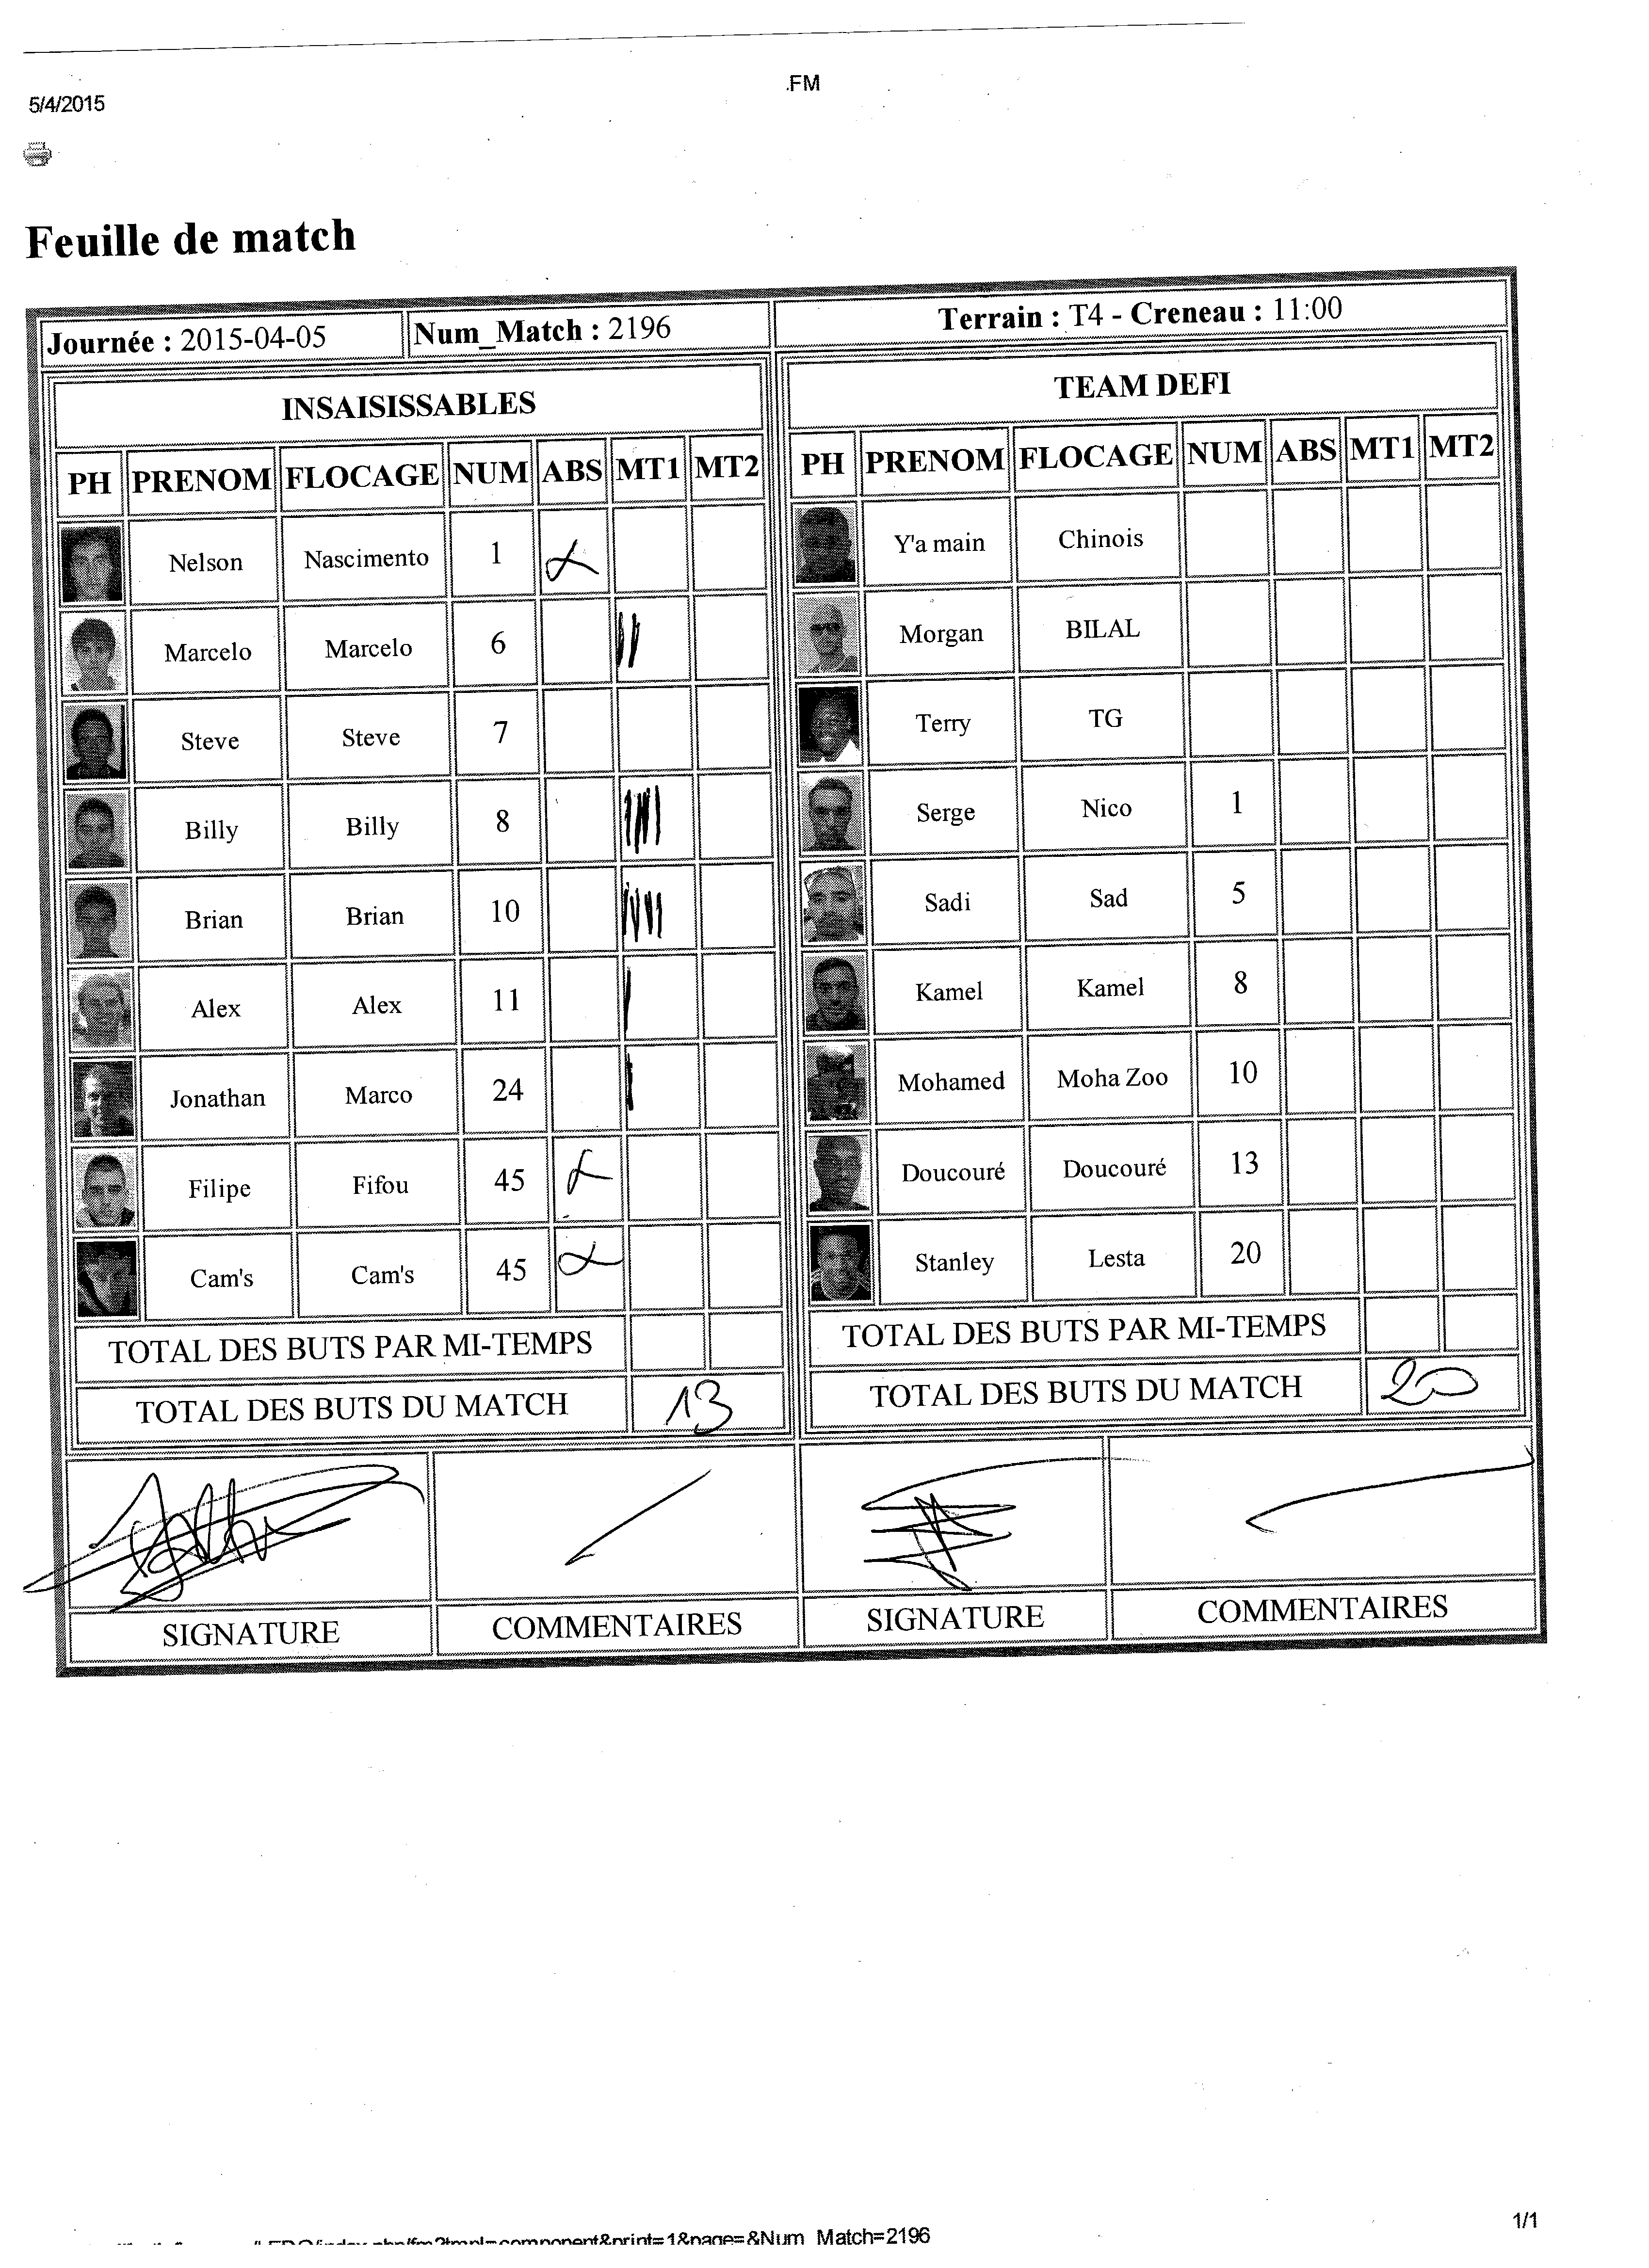 .FM
5/4/2015
Feuille de match
Journée : 2015-04-05 Num_Match : 2196 Terrain : T4 - Creneau : 11:00
INSAISISSABLES TEAM DEFI
PH PRENOM FLOCAGE NUM ABS MT1 MT2 PH PRENOM FLOCAGE NUM ABS MT1 MT2
Nelson Nascimento 1 Y'a main Chinois
Marcelo Marcelo 6 Morgan BILAL
Steve Steve 7 Terry TG
Billy Billy 8 Serge Nico 1
Brian Brian 10 Sadi Sad 5
Alex Alex 11 Kamel Kamel 8
Jonathan Marco 24 Mohamed Moha Zoo 10
Filipe Fifou 45 Doucouré Doucouré 13
Cam's Cam's 45 Stanley Lesta 20
TOTAL DES BUTS PAR MI-TEMPS TOTAL DES BUTS PAR MI-TEMPS
TOTAL DES BUTS DU MATCH 13 TOTAL DES BUTS DU MATCH 20
SIGNATURE COMMENTAIRES SIGNATURE COMMENTAIRES
1/1
index.php/fm?tmpl=component&print=1&page=&Num_Match=2196